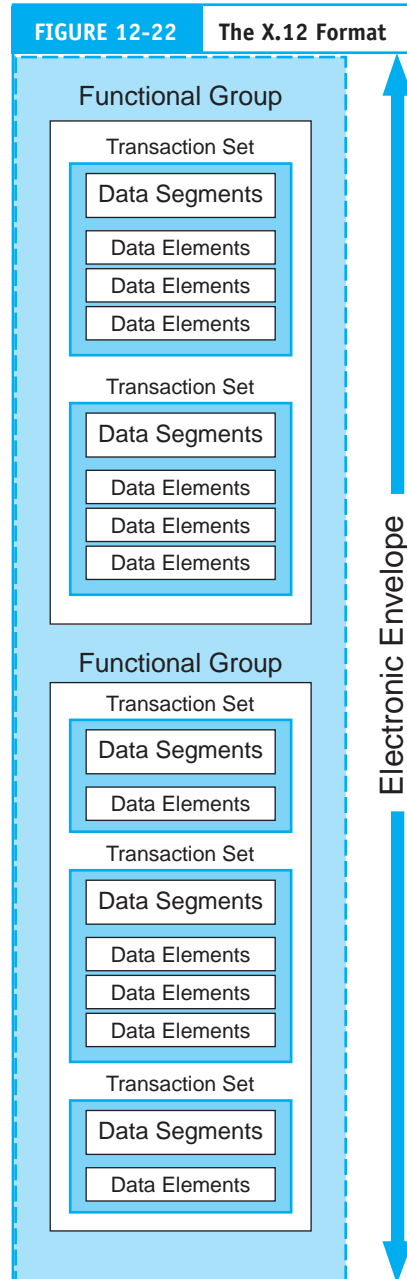 FIGURE 12-22 The X.12 Format
Functional Group
Transaction Set
Data Segments
Data Elements
Data Elements
Data Elements
Transaction Set
Data Segments
Data Elements
Data Elements
Data Elements
Functional Group
Transaction Set
Data Segments
Data Elements
Transaction Set
Data Segments
Data Elements
Data Elements
Data Elements
Transaction Set
Data Segments
Data Elements
Electronic Envelope